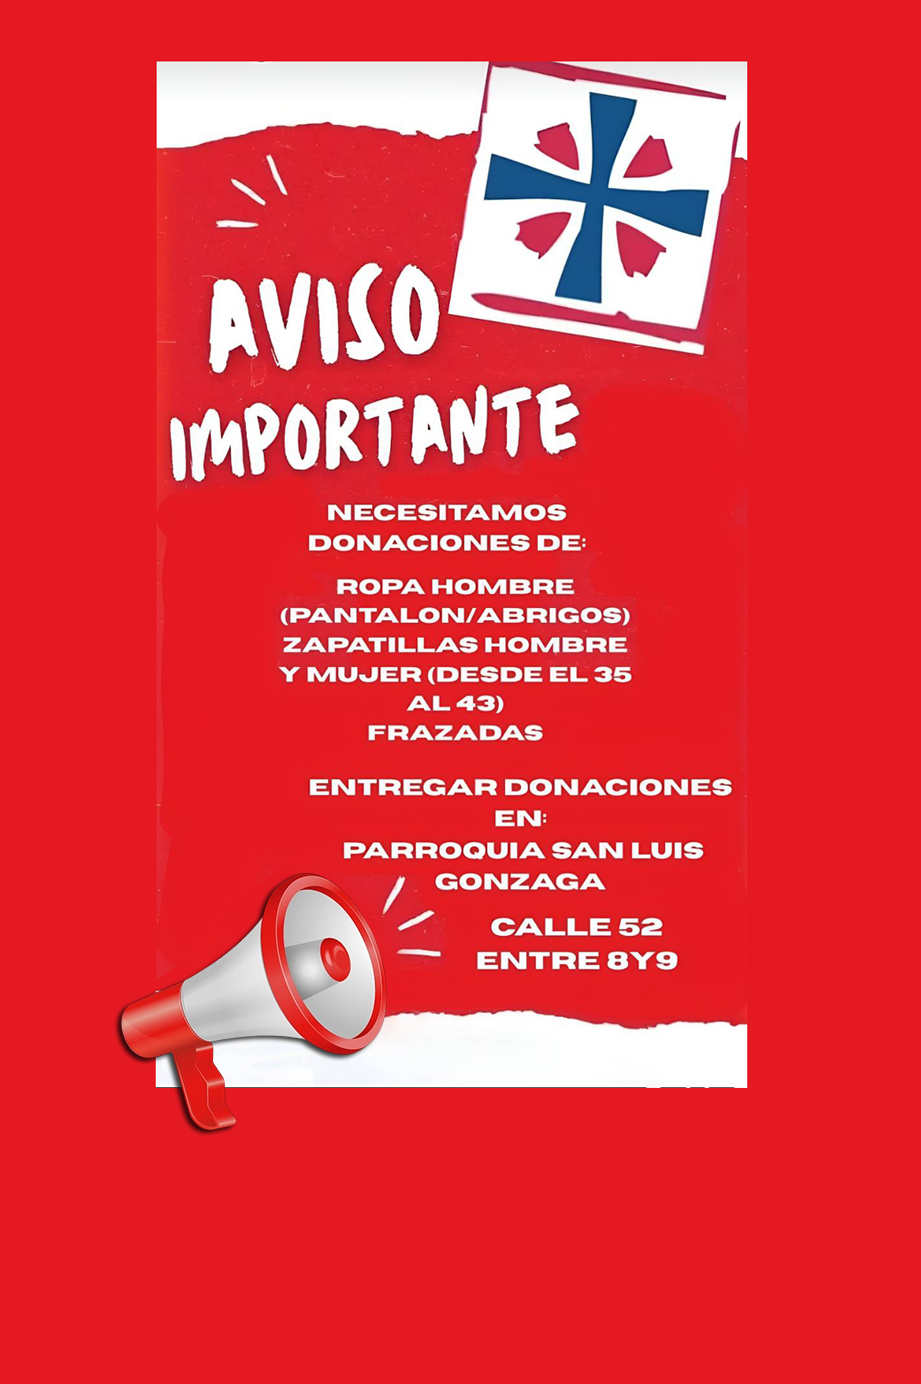 AVISO
IMPORTANTE
NECESITAMOS
DONACIONES DE:
ROPA HOMBRE
(PANTALON/ABRIGOS)
ZAPATILLAS HOMBRE
Y MUJER (DESDE EL 35
AL 43)
FRAZADAS
ENTREGAR DONACIONES
EN:
PARROQUIA SAN LUIS
GONZAGA
CALLE 52
ENTRE 8Y9